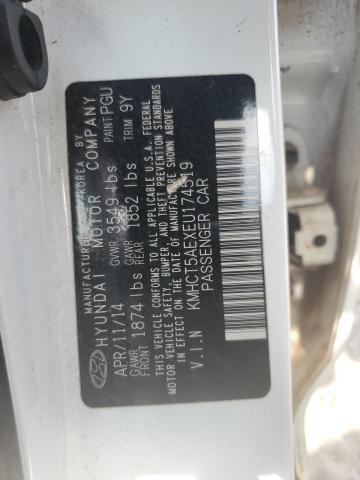 MANUFACTURED KOREA BY
HYUNDAI MOTOR COMPANY
APR/11/14 GVWR 3549 lbs PAINT PGU
GAWR FRONT 1874 lbs GAWR REAR 1852 lbs TRIM 9Y
THIS VEHICLE CONFORMS TO ALL APPLICABLE U.S.A. FEDERAL
MOTOR VEHICLE SAFETY, BUMPER, AND THEFT PREVENTION
STANDARDS IN EFFECT ON THE DATE OF MANUFACTURE
SHOWN ABOVE.
V.I.N KMHCT5AEXEU174519
PASSENGER CAR